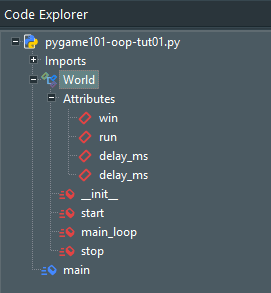 Code Explorer
pygame101-oop-tut01.py
Imports
World
Attributes
win
run
delay_ms
delay_ms
__init__
start
main_loop
stop
main